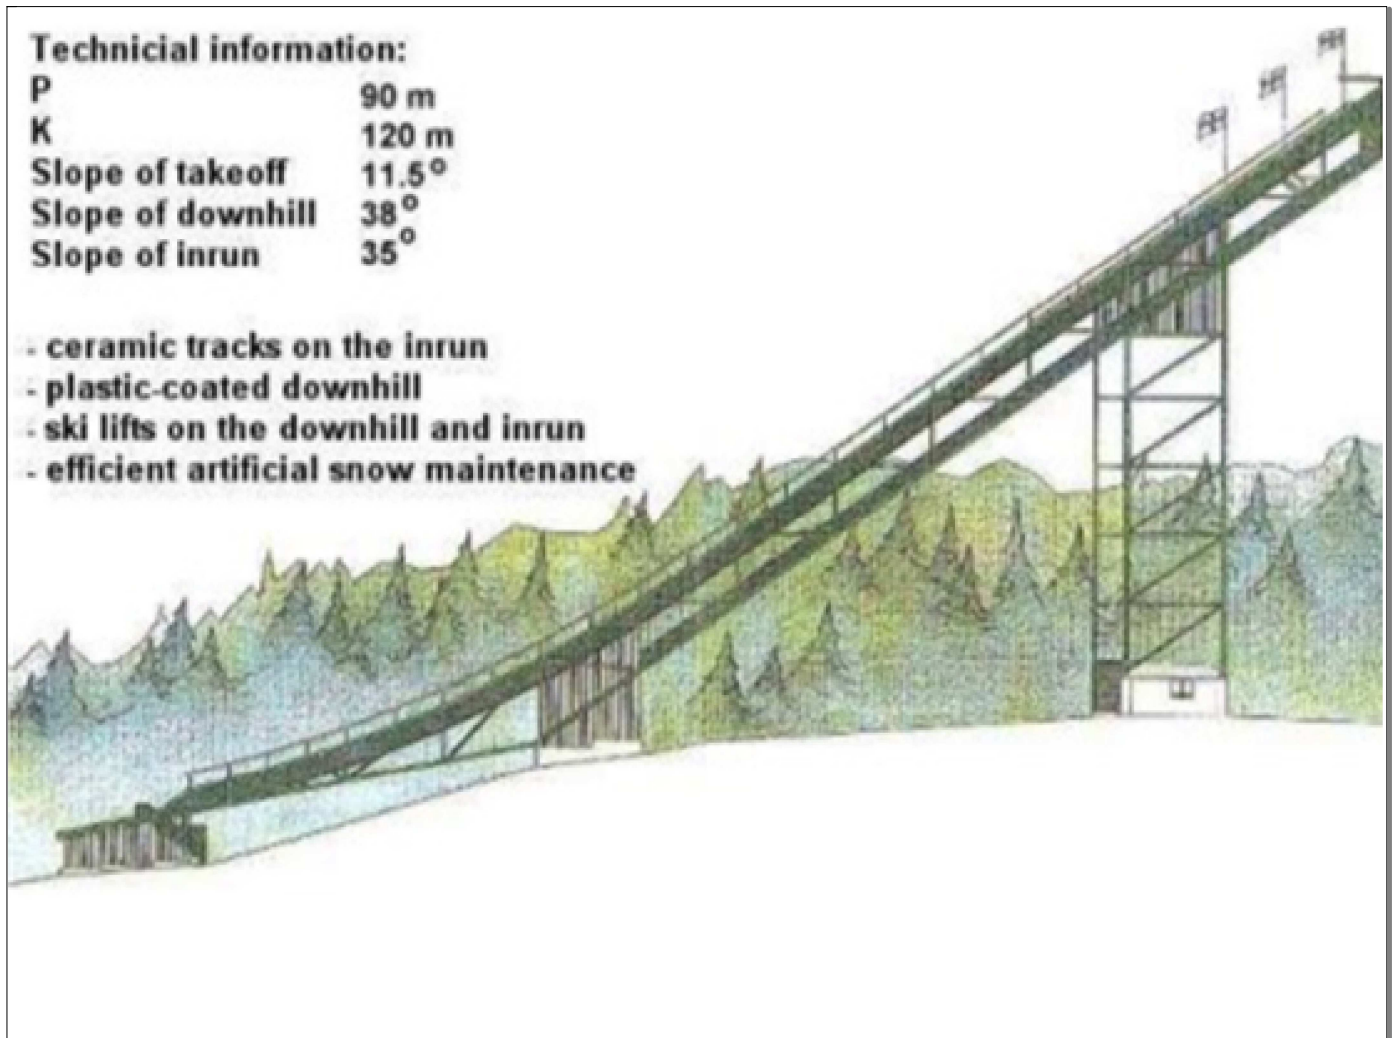 Technicial information:
P 90 m
K 120 m
Slope of takeoff 11.5°
Slope of downhill 38°
Slope of inrun 35°
- ceramic tracks on the inrun
- plastic-coated downhill
- ski lifts on the downhill and inrun
- efficient artificial snow maintenance